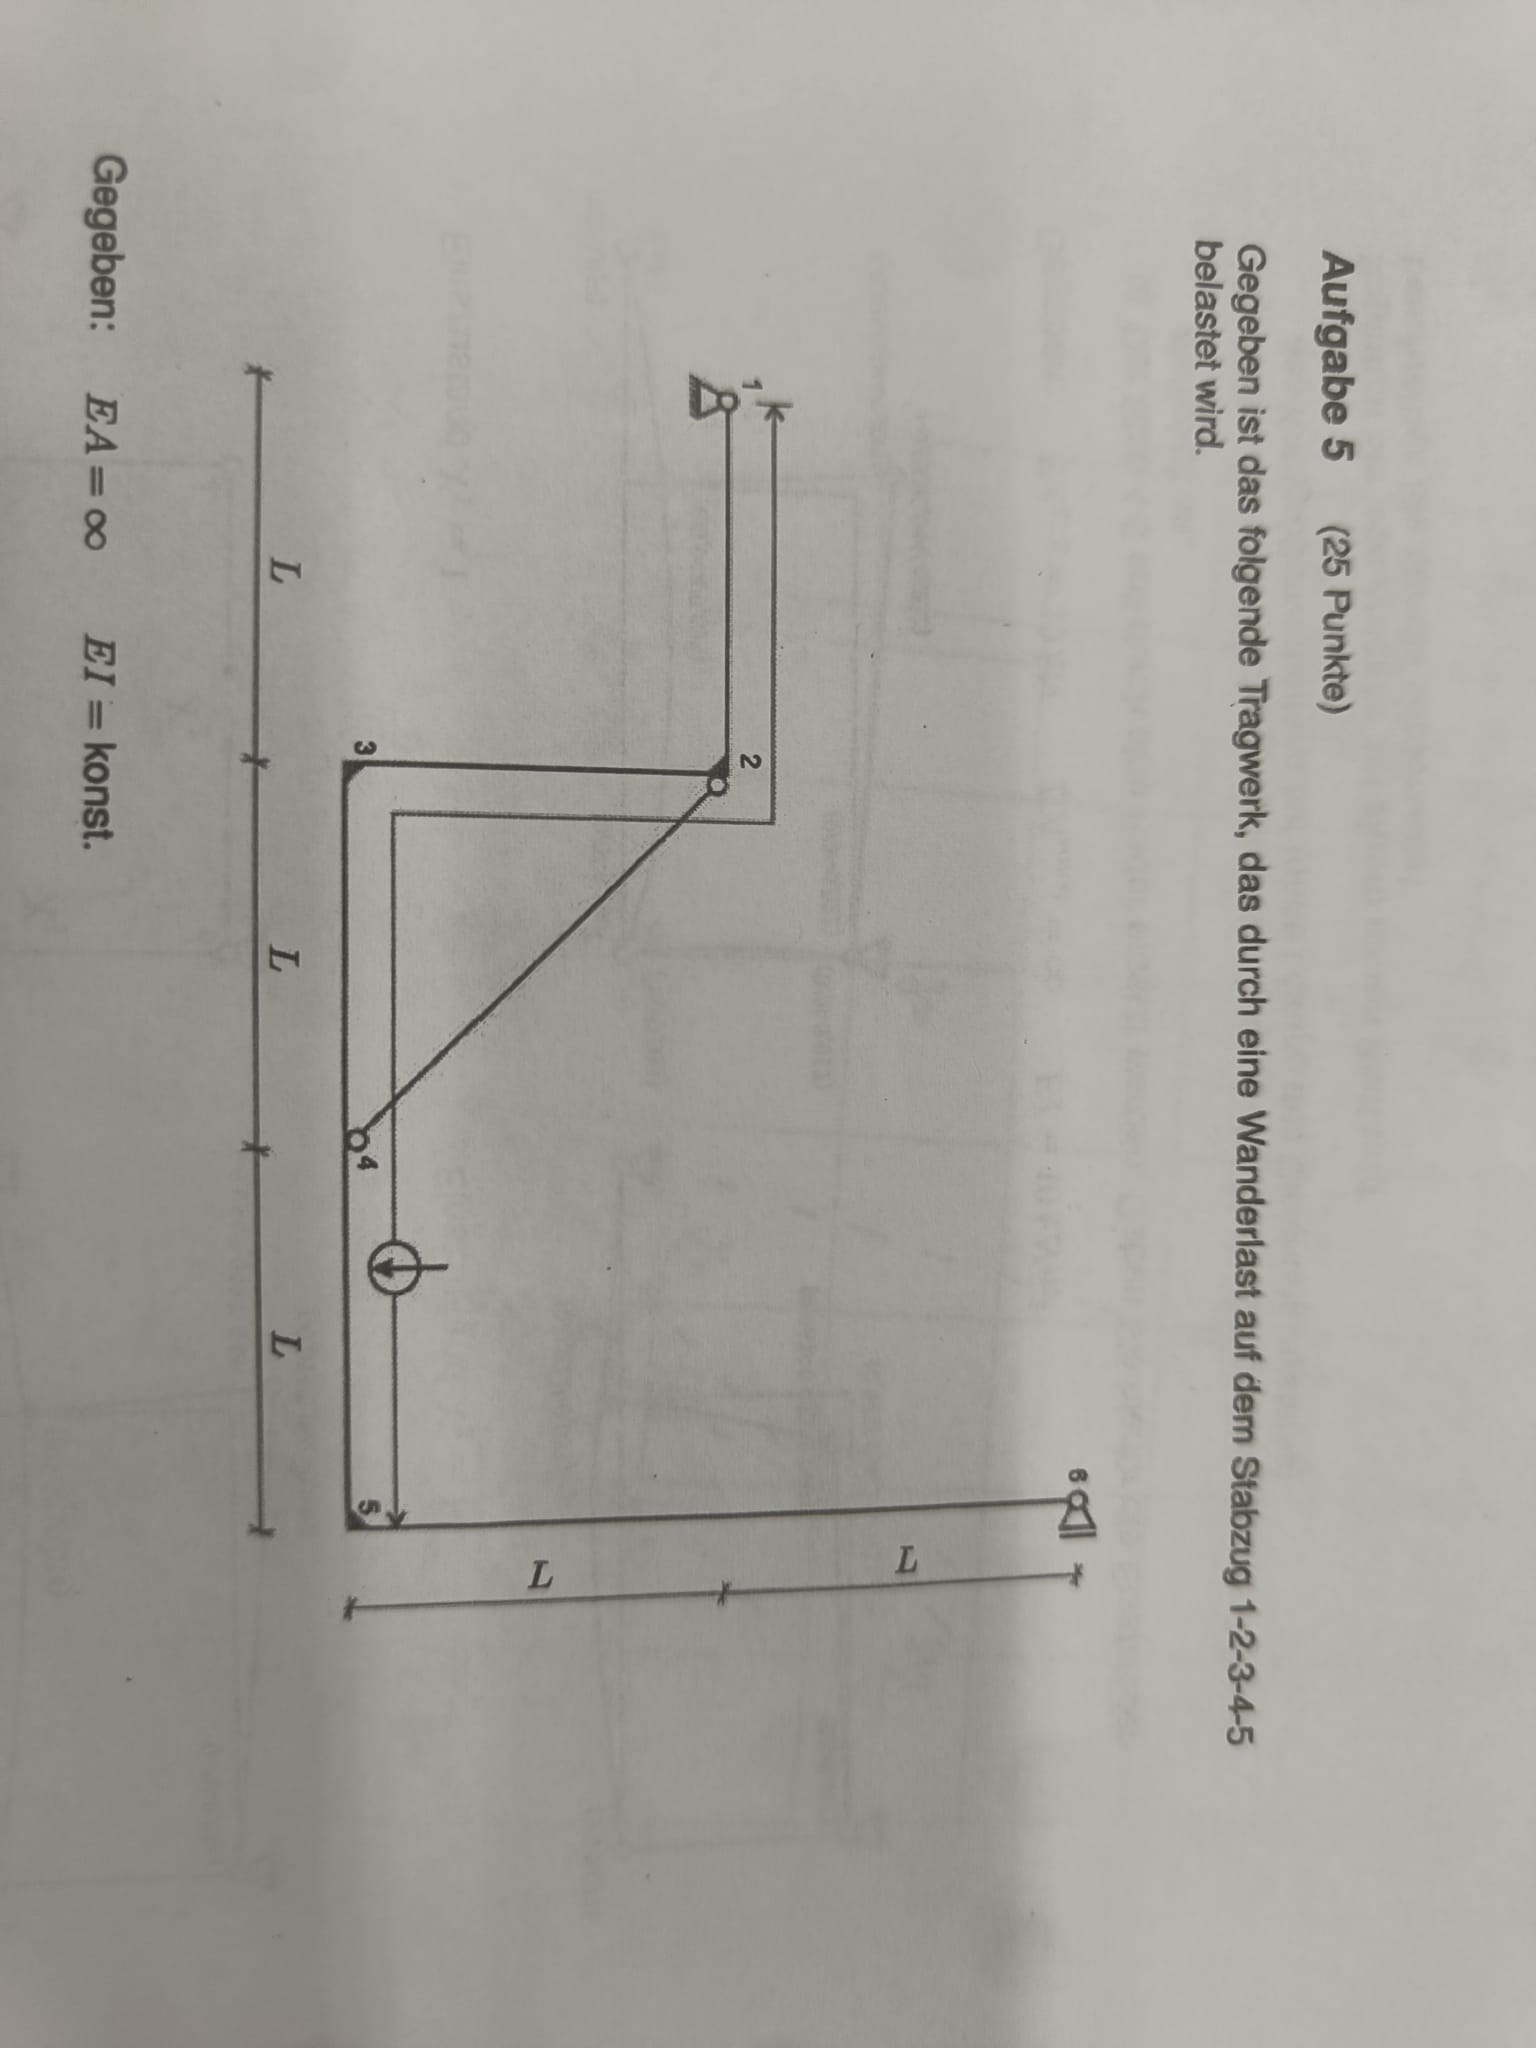 Aufgabe 5 (25 Punkte)
Gegeben ist das folgende Tragwerk, das durch eine Wanderlast auf dem Stabzug 1-2-3-4-5
belastet wird.
6
L
1
2
L
3
4
5
L
L
L
Gegeben: EA = ∞ EI = konst.